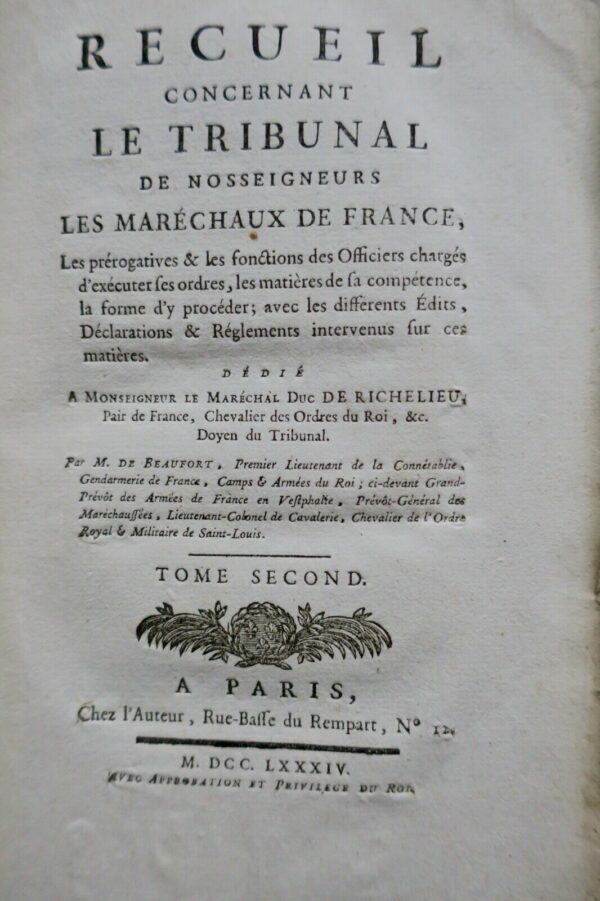 RECUEIL
CONCERNANT
LE TRIBUNAL
DE NOSSEIGNEURS
LES MARÉCHAUX DE FRANCE,
Les prérogatives & les fonctions des Officiers chargés
d'exécuter ſes ordres, les matières de ſa compétence,
la forme d'y procéder; avec les différents Édits,
Déclarations & Réglements intervenus ſur ces
matières.
DÉDIÉ
A MONSEIGNEUR LE MARÉCHAL DUC DE RICHELIEU,
Pair de France, Chevalier des Ordres du Roi, &c.
Doyen du Tribunal.
Par M. DE BEAUFORT, Premier Lieutenant de la Connétablie,
Gendarmerie de France, Camps & Armées du Roi; ci-devant Grand-
Prévôt des Armées de France en Veſtphalie, Prévôt-Général des
Maréchauſſées, Lieutenant-Colonel de Cavalerie, Chevalier de l'Ordre
Royal & Militaire de Saint-Louis.
TOME SECOND.
A PARIS,
Chez l'Auteur, Rue-Baſſe du Rempart, Nº
M. DCC. LXXXIV.
AVEC APPROBATION ET PRIVILEGE DU ROI.